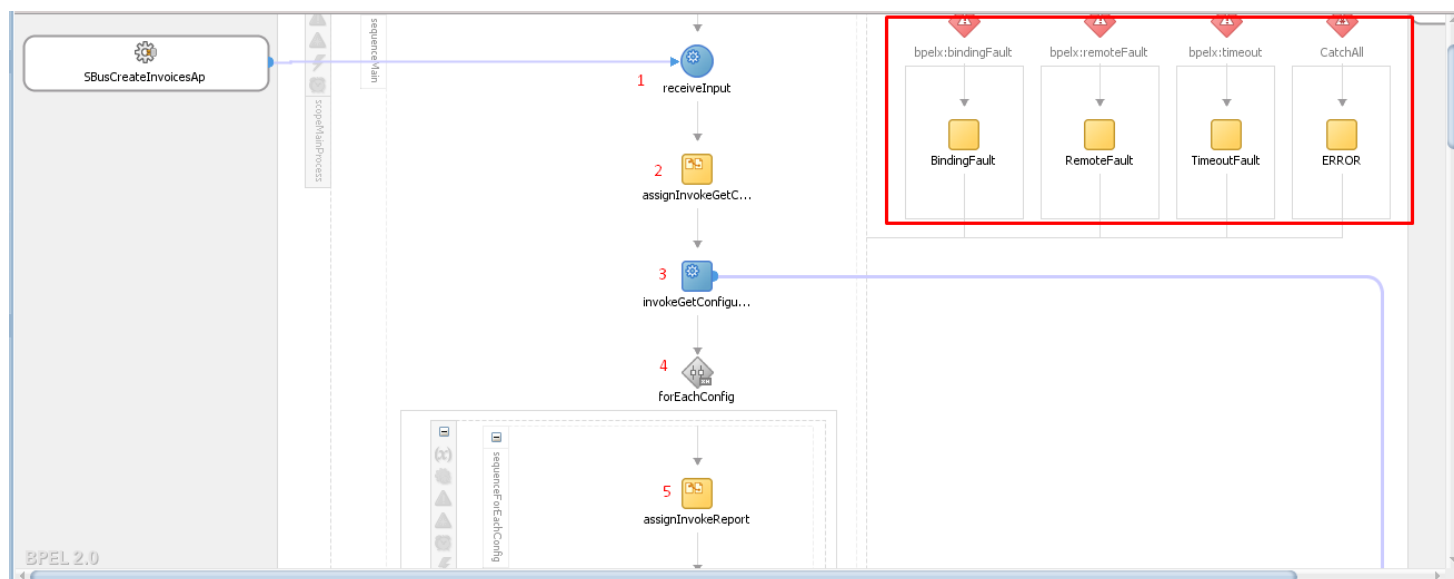 SBusCreateInvoicesAp
sequenceMain
scopeMainProcess
1
receiveInput
2
assignInvokeGetC...
3
invokeGetConfigu...
4
forEachConfig
(x)
sequenceForEachConfig
5
assignInvokeReport
bpelx:bindingFault
bpelx:remoteFault
bpelx:timeout
CatchAll
BindingFault
RemoteFault
TimeoutFault
ERROR
BPEL 2.0